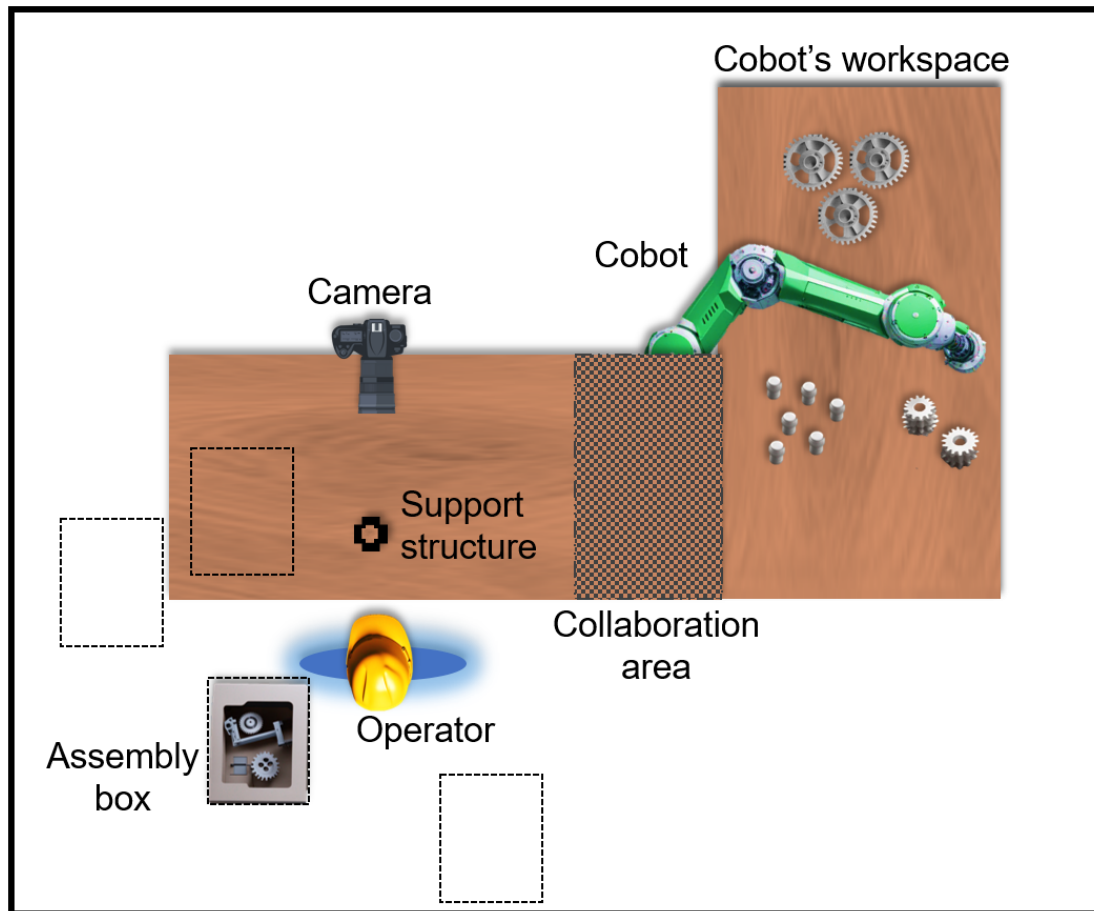 Cobot’s workspace
Cobot
Camera
Support
structure
Collaboration
area
Operator
Assembly
box